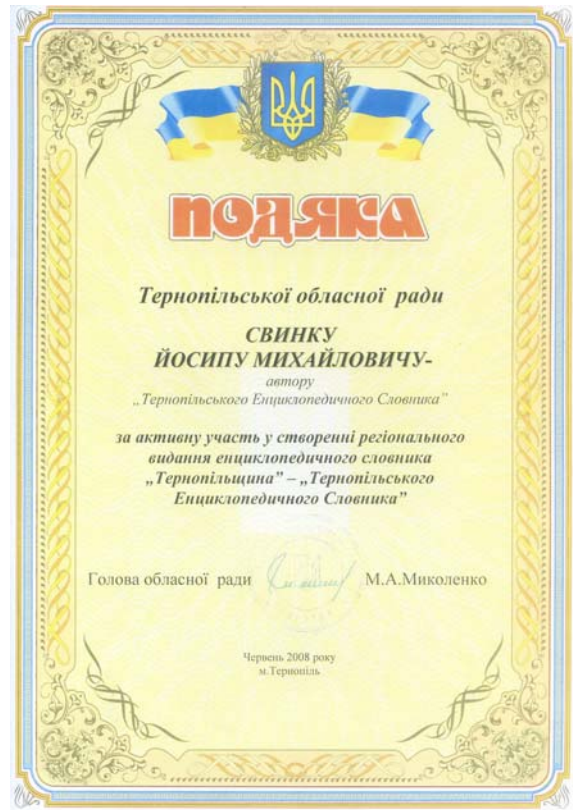 ПОДЯКА
Тернопільської обласної ради
СВИНКУ
ЙОСИПУ МИХАЙЛОВИЧУ-
автору
„Тернопільського Енциклопедичного Словника”
за активну участь у створенні регіонального
видання енциклопедичного словника
„Тернопільщина” – „Тернопільського
Енциклопедичного Словника”
Голова обласної ради М.А.Миколенко
Червень 2008 року
м.Тернопіль